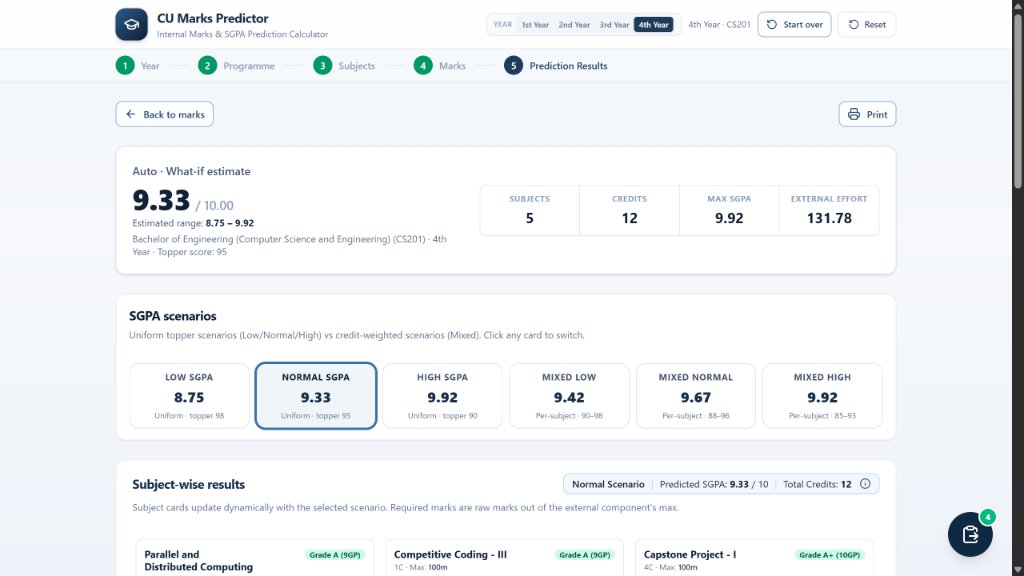 CU Marks Predictor
Internal Marks & SGPA Prediction Calculator
YEAR 1st Year 2nd Year 3rd Year 4th Year 4th Year · CS201 Start over Reset
1 Year 2 Programme 3 Subjects 4 Marks 5 Prediction Results
Back to marks Print
Auto · What-if estimate
9.33 / 10.00
Estimated range: 8.75 – 9.92
Bachelor of Engineering (Computer Science and Engineering) (CS201) · 4th
Year · Topper score: 95
SUBJECTS CREDITS MAX SGPA EXTERNAL EFFORT
5 12 9.92 131.78
SGPA scenarios
Uniform topper scenarios (Low/Normal/High) vs credit-weighted scenarios (Mixed). Click any card to switch.
LOW SGPA NORMAL SGPA HIGH SGPA MIXED LOW MIXED NORMAL MIXED HIGH
8.75 9.33 9.92 9.42 9.67 9.92
Uniform · topper 98 Uniform · topper 95 Uniform · topper 90 Per-subject · 90–98 Per-subject · 88–96 Per-subject · 85–93
Subject-wise results
Normal Scenario | Predicted SGPA: 9.33 / 10 | Total Credits: 12
Subject cards update dynamically with the selected scenario. Required marks are raw marks out of the external component's max.
4
Parallel and
Distributed Computing
Grade A (9GP)
Competitive Coding - III
1C · Max: 100m
Grade A (9GP)
Capstone Project - I
4C · Max: 100m
Grade A+ (10GP)